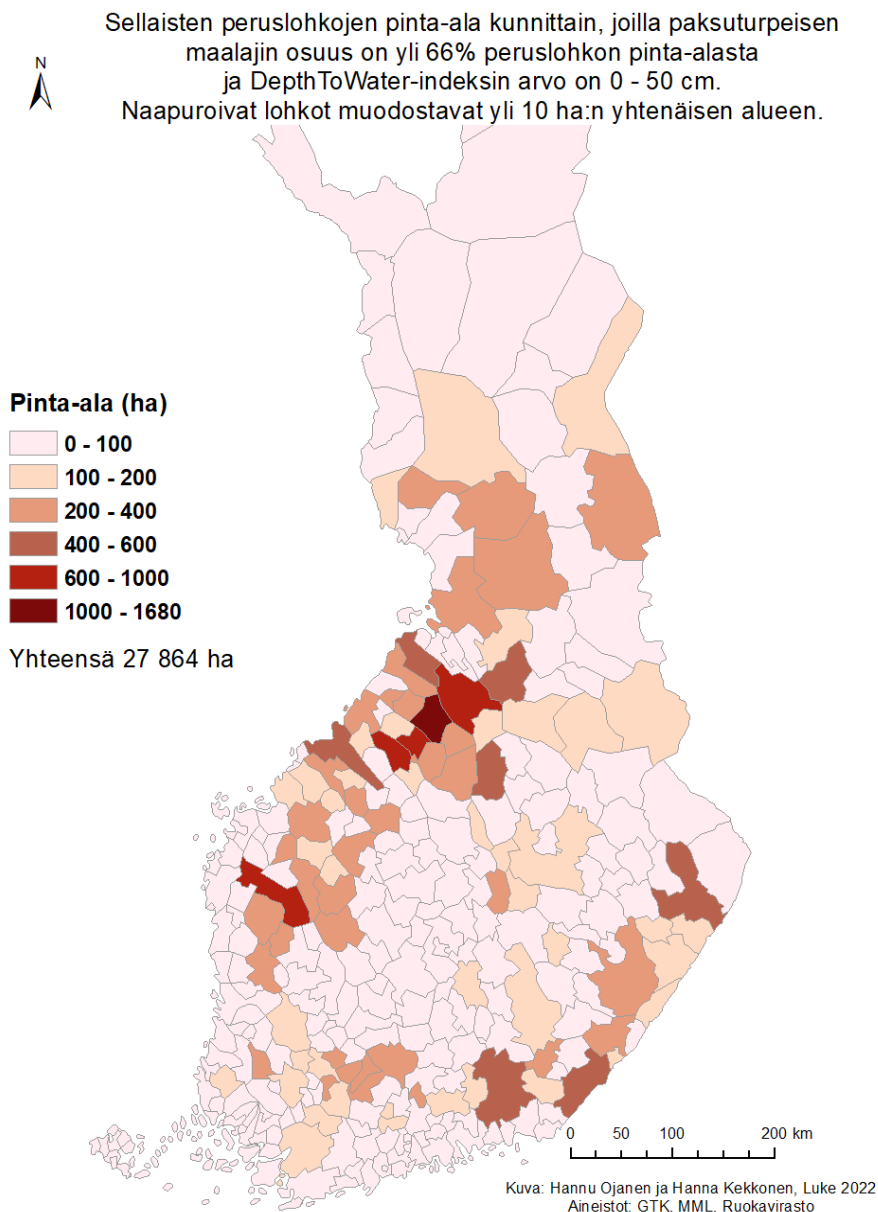 Sellaisten peruslohkojen pinta-ala kunnittain, joilla paksuturpeisen
maalajin osuus on yli 66% peruslohkon pinta-alasta
ja DepthToWater-indeksin arvo on 0 - 50 cm.
Naapuroivat lohkot muodostavat yli 10 ha:n yhtenäisen alueen.
N
Pinta-ala (ha)
0 - 100
100 - 200
200 - 400
400 - 600
600 - 1000
1000 - 1680
Yhteensä 27 864 ha
0 50 100 200 km
Kuva: Hannu Ojanen ja Hanna Kekkonen, Luke 2022
Aineistot: GTK, MML, Ruokavirasto